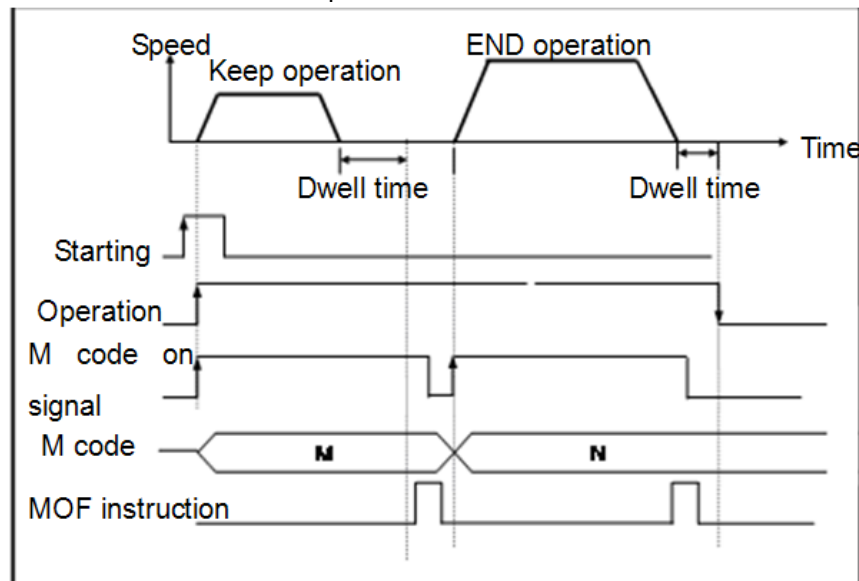 Speed
END operation
Keep operation
Time
Dwell time
Dwell time
Starting
Operation
M code on
signal
M code
M
N
MOF instruction